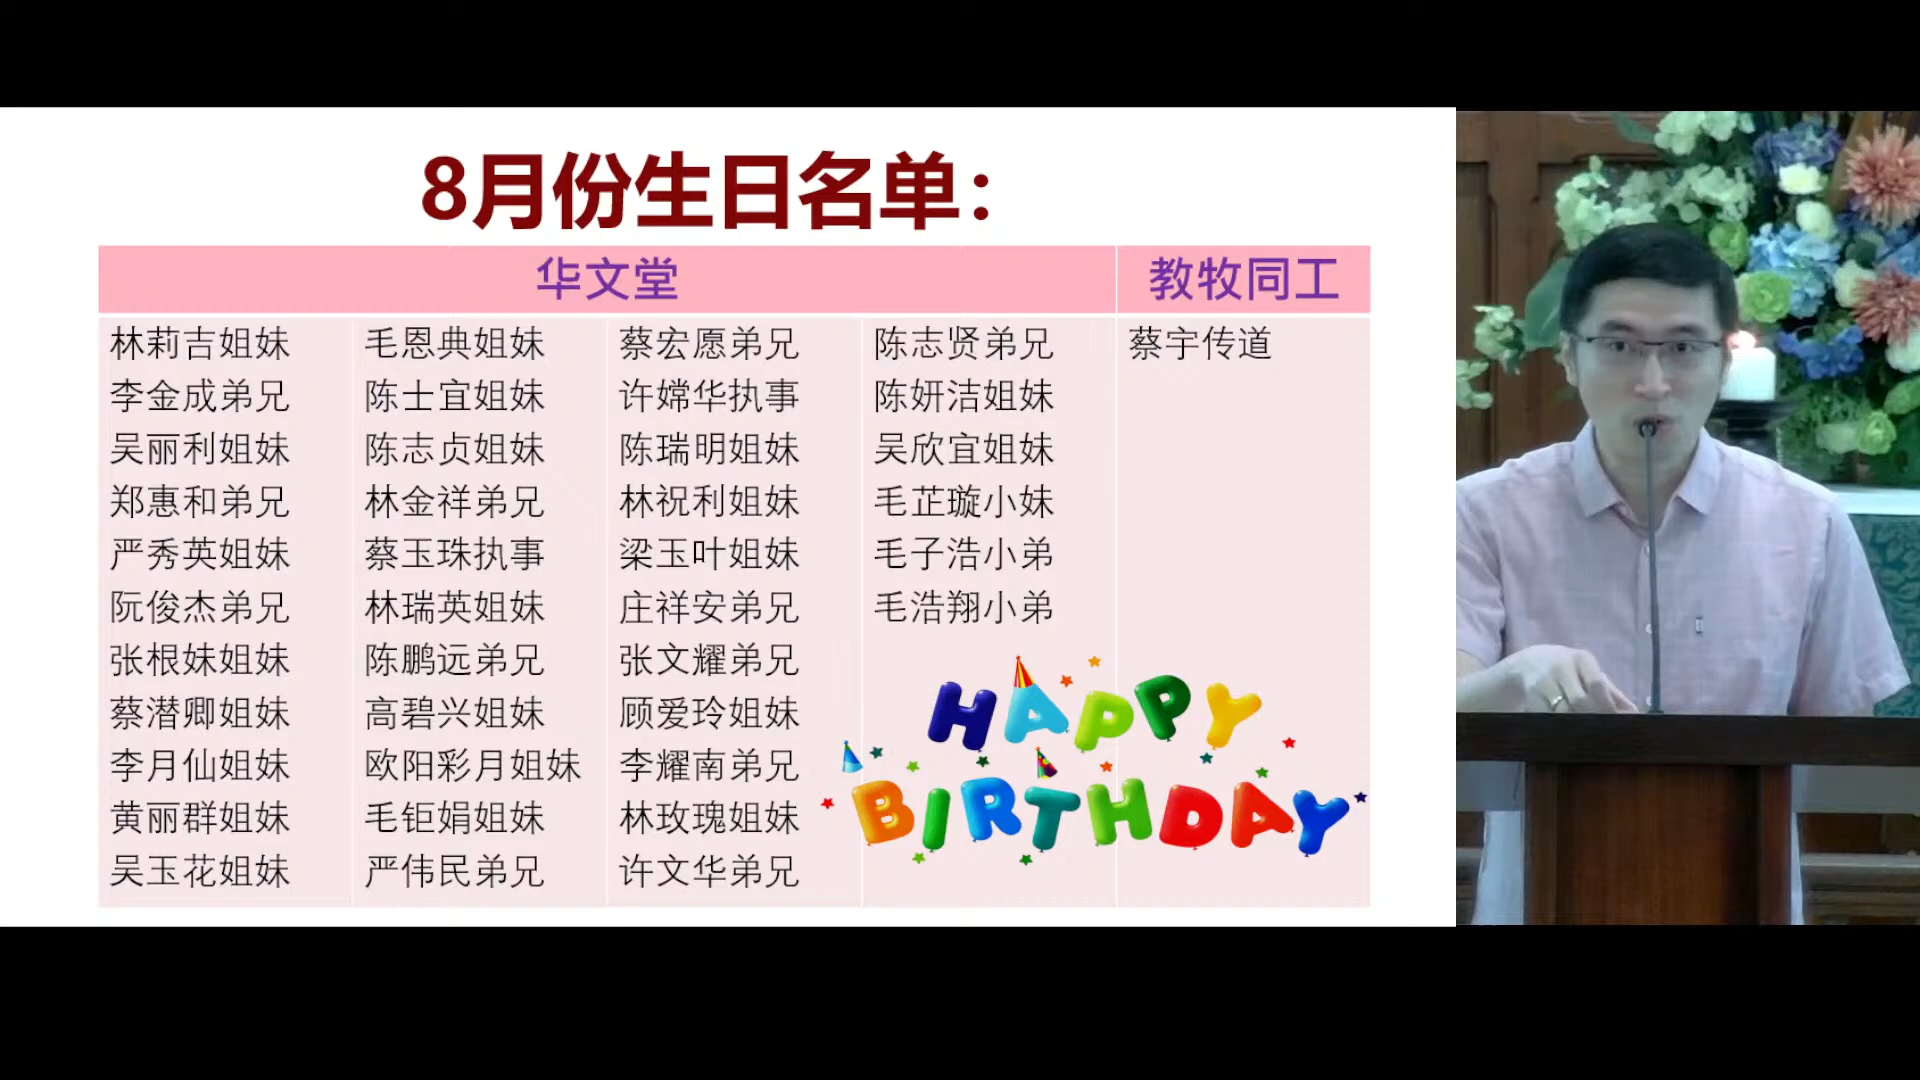 8月份生日名单：
华文堂 教牧同工
林莉吉姐妹 毛恩典姐妹 蔡宏愿弟兄 陈志贤弟兄 蔡宇传道
李金成弟兄 陈士宜姐妹 许嫦华执事 陈妍洁姐妹
吴丽利姐妹 陈志贞姐妹 陈瑞明姐妹 吴欣宜姐妹
郑惠和弟兄 林金祥弟兄 林祝利姐妹 毛芷璇小妹
严秀英姐妹 蔡玉珠执事 梁玉叶姐妹 毛子浩小弟
阮俊杰弟兄 林瑞英姐妹 庄祥安弟兄 毛浩翔小弟
张根妹姐妹 陈鹏远弟兄 张文耀弟兄
蔡潜卿姐妹 高碧兴姐妹 顾爱玲姐妹
李月仙姐妹 欧阳彩月姐妹 李耀南弟兄
黄丽群姐妹 毛钜娟姐妹 林玫瑰姐妹
吴玉花姐妹 严伟民弟兄 许文华弟兄
HAPPY
BIRTHDAY